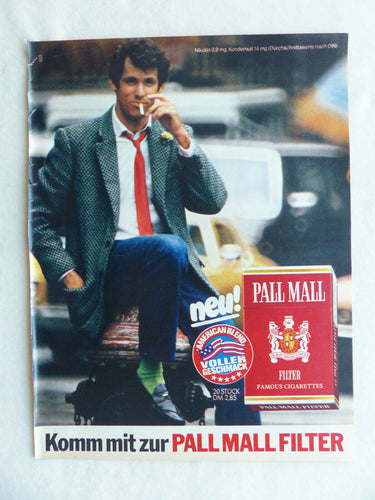 Nikotin 0,9 mg, Kondensat 14 mg (Durchschnittswerte nach DIN)
neu!
AMERICAN BLEND
VOLLER
GESCHMACK
20 STÜCK
DM 2,85
PALL MALL
FILTER
FAMOUS CIGARETTES
PALL MALL FILTER
Komm mit zur PALL MALL FILTER